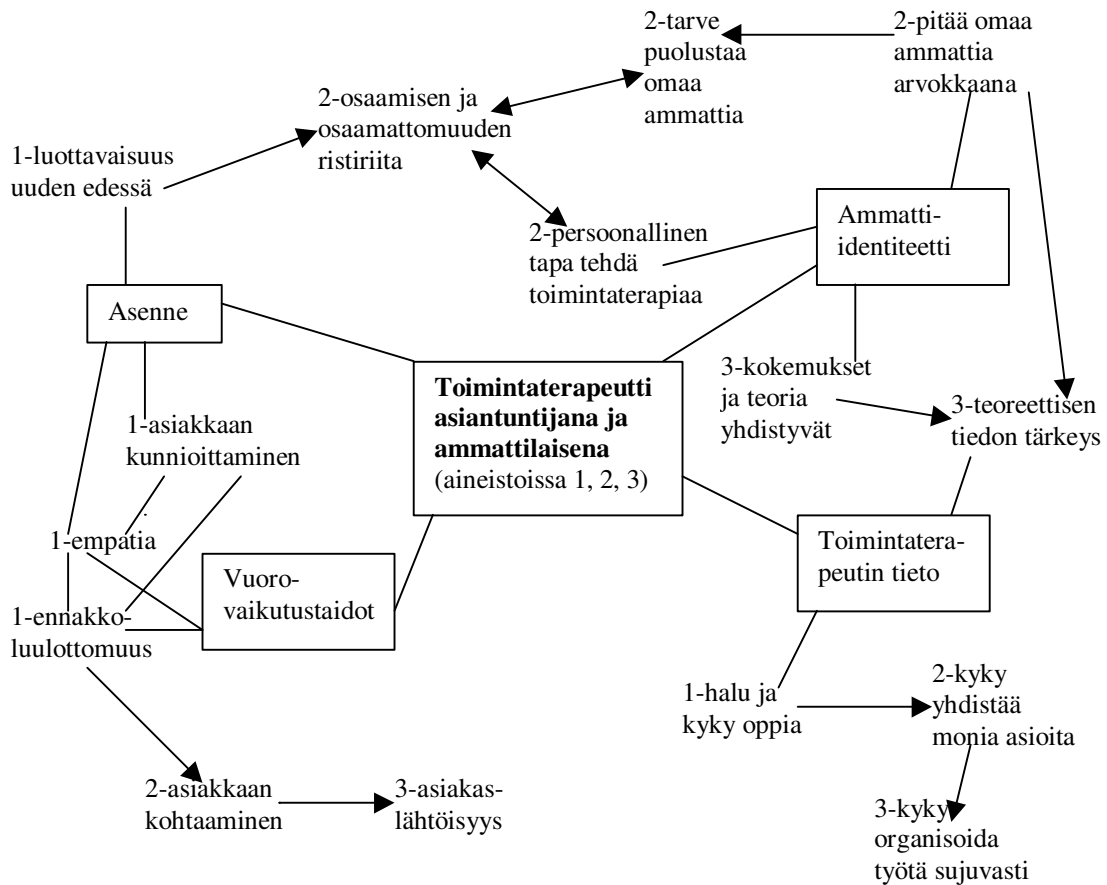 2-tarve
puolustaa
omaa
ammattia
2-pitää omaa
ammattia
arvokkaana
2-osaamisen ja
osaamattomuuden
ristiriita
1-luottavaisuus
uuden edessä
2-persoonallinen
tapa tehdä
toimintaterapiaa
Ammatti-
identiteetti
Asenne
Toimintaterapeutti
asiantuntijana ja
ammattilaisena
(aineistoissa 1, 2, 3)
3-kokemukset
ja teoria
yhdistyvät
3-teoreettisen
tiedon tärkeys
1-asiakkaan
kunnioittaminen
1-empatia
Vuoro-
vaikutustaidot
Toimintatera-
peutin tieto
1-ennakko-
luulottomuus
1-halu ja
kyky oppia
2-kyky
yhdistää
monia asioita
2-asiakkaan
kohtaaminen
3-asiakas-
lähtöisyys
3-kyky
organisoida
työtä sujuvasti